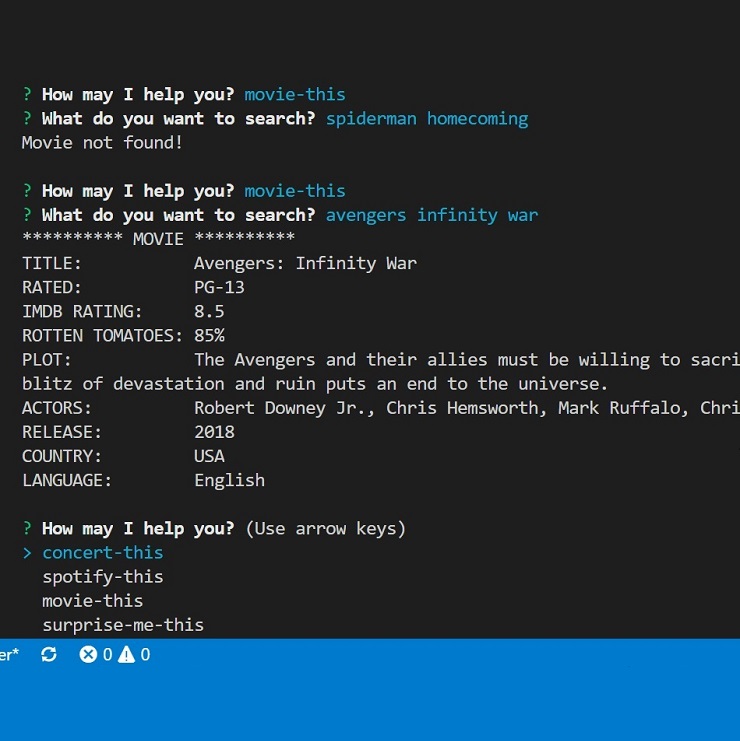 ? How may I help you? movie-this
? What do you want to search? spiderman homecoming
Movie not found!
? How may I help you? movie-this
? What do you want to search? avengers infinity war
********** MOVIE **********
TITLE: Avengers: Infinity War
RATED: PG-13
IMDB RATING: 8.5
ROTTEN TOMATOES: 85%
PLOT: The Avengers and their allies must be willing to sacri
blitz of devastation and ruin puts an end to the universe.
ACTORS: Robert Downey Jr., Chris Hemsworth, Mark Ruffalo, Chri
RELEASE: 2018
COUNTRY: USA
LANGUAGE: English
? How may I help you? (Use arrow keys)
> concert-this
spotify-this
movie-this
surprise-me-this
er* 0 0